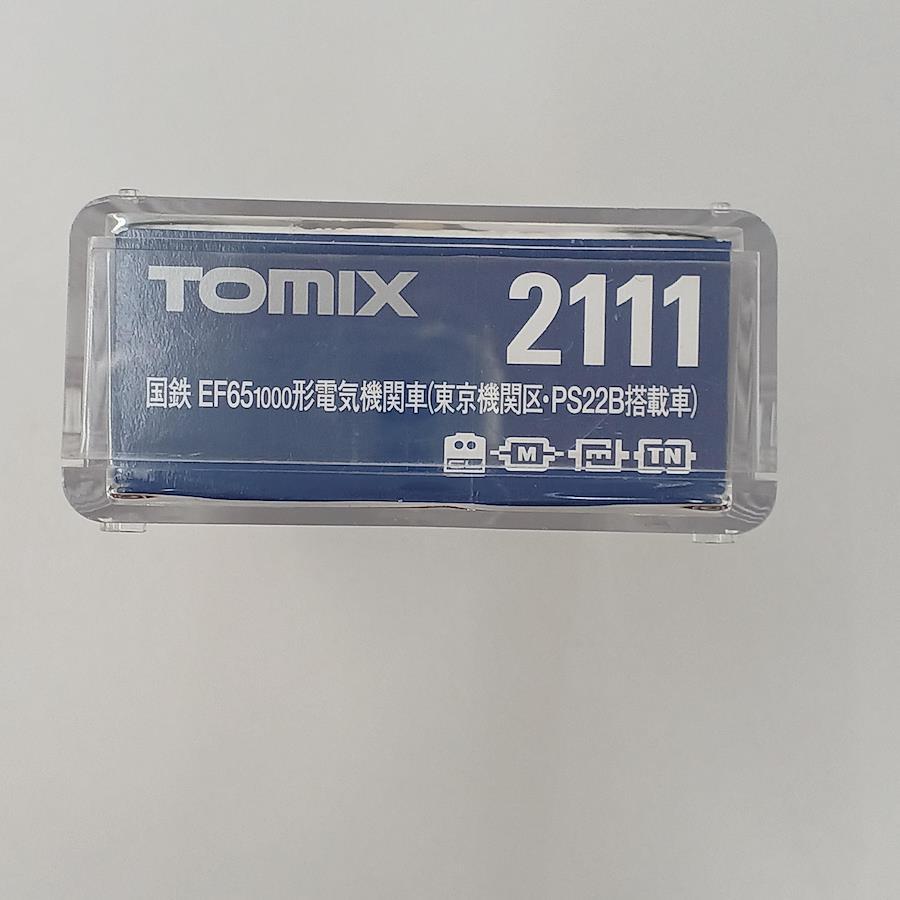 TOMIX 2111
国鉄 EF651000形電気機関車(東京機関区・PS22B搭載車)
M TN